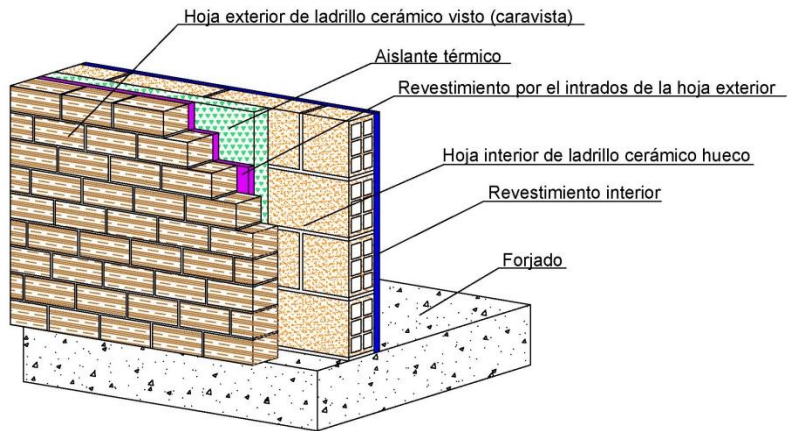 Hoja exterior de ladrillo cerámico visto (caravista)
Aislante térmico
Revestimiento por el intrados de la hoja exterior
Hoja interior de ladrillo cerámico hueco
Revestimiento interior
Forjado